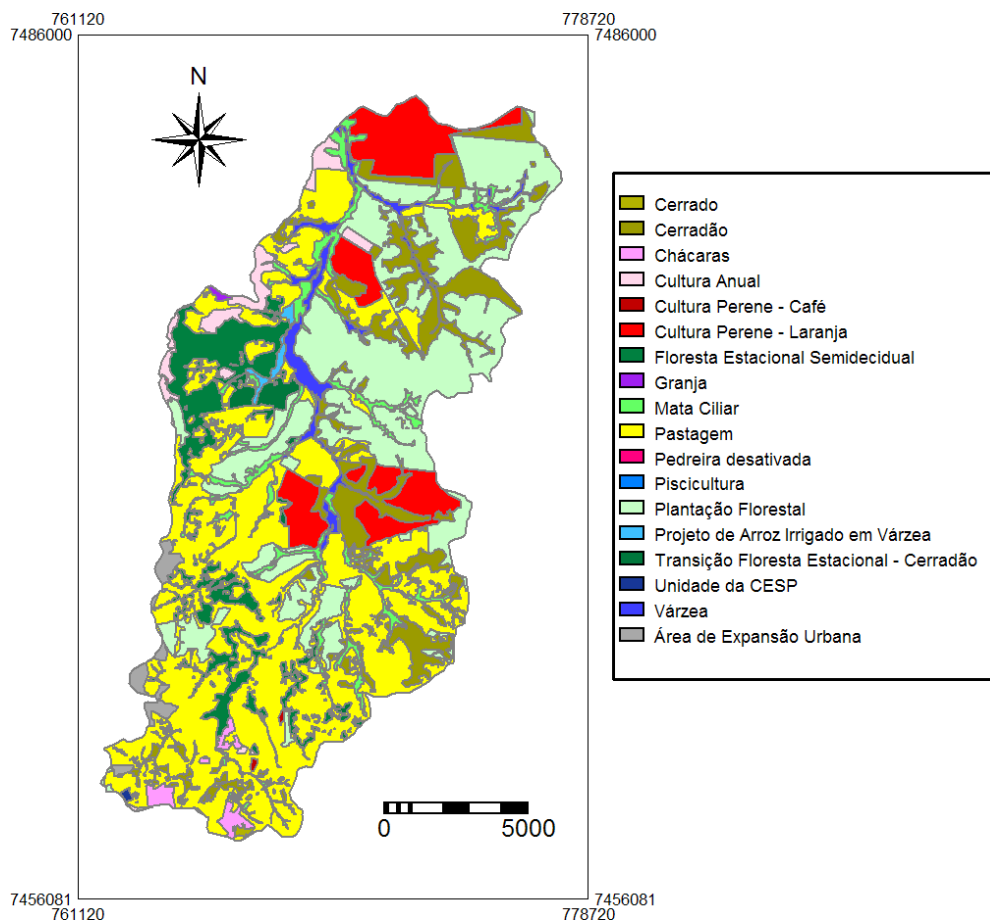 761120 778720
7486000 7486000
N
Cerrado
Cerradão
Chácaras
Cultura Anual
Cultura Perene - Café
Cultura Perene - Laranja
Floresta Estacional Semidecidual
Granja
Mata Ciliar
Pastagem
Pedreira desativada
Piscicultura
Plantação Florestal
Projeto de Arroz Irrigado em Várzea
Transição Floresta Estacional - Cerradão
Unidade da CESP
Várzea
Área de Expansão Urbana
0 5000
7456081 7456081
761120 778720